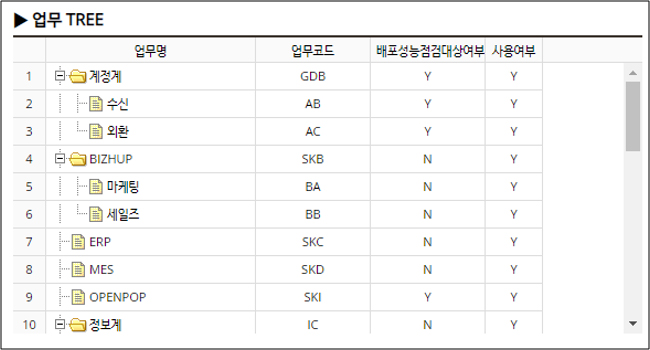 ▶ 업무 TREE
업무명 업무코드 배포성능점검대상여부 사용여부
1 계정계 GDB Y Y
2 수신 AB Y Y
3 외환 AC Y Y
4 BIZHUP SKB N Y
5 마케팅 BA N Y
6 세일즈 BB N Y
7 ERP SKC N Y
8 MES SKD N Y
9 OPENPOP SKI Y Y
10 정보계 IC N Y